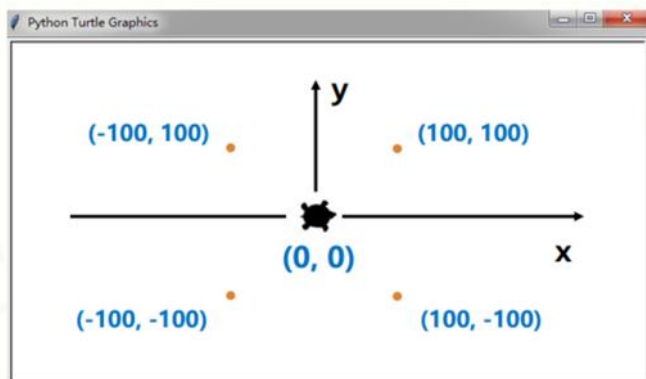 Python Turtle Graphics
y
(-100, 100)
(100, 100)
(0, 0)
x
(-100, -100)
(100, -100)